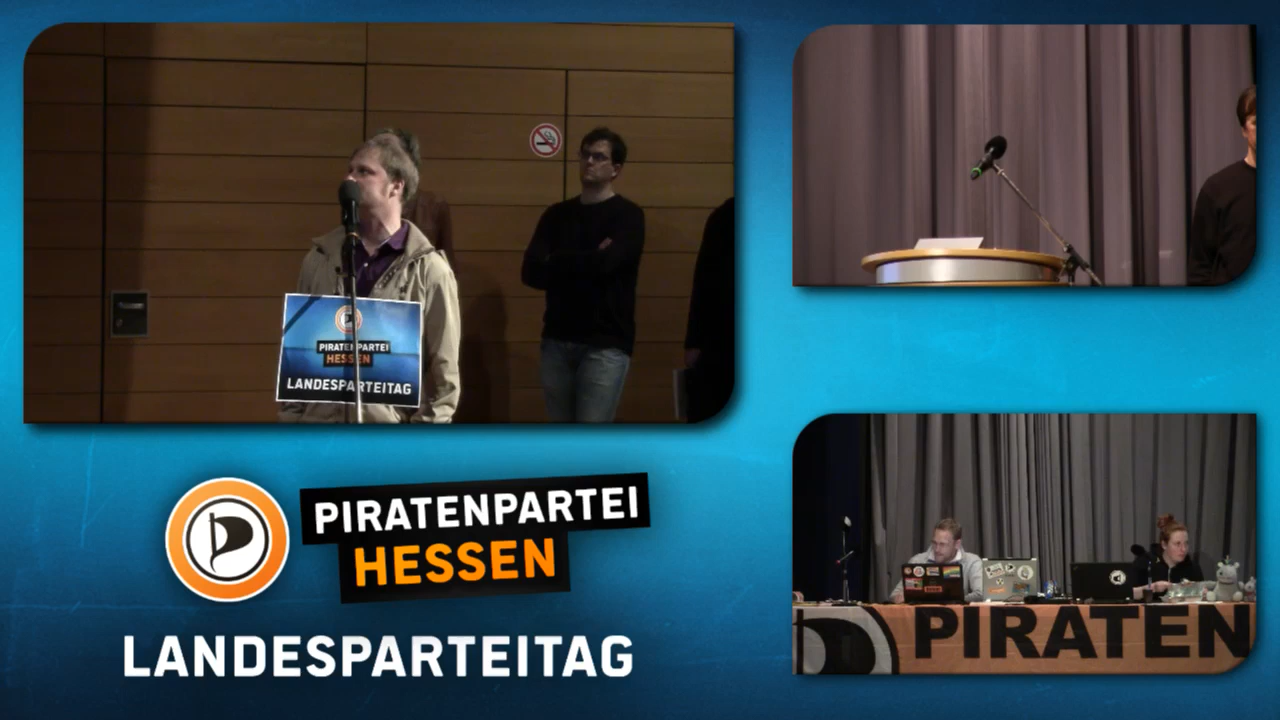 PIRATENPARTEI
HESSEN
LANDESPARTEITAG
PIRATEN
PIRATENPARTEI
HESSEN
LANDESPARTEITAG